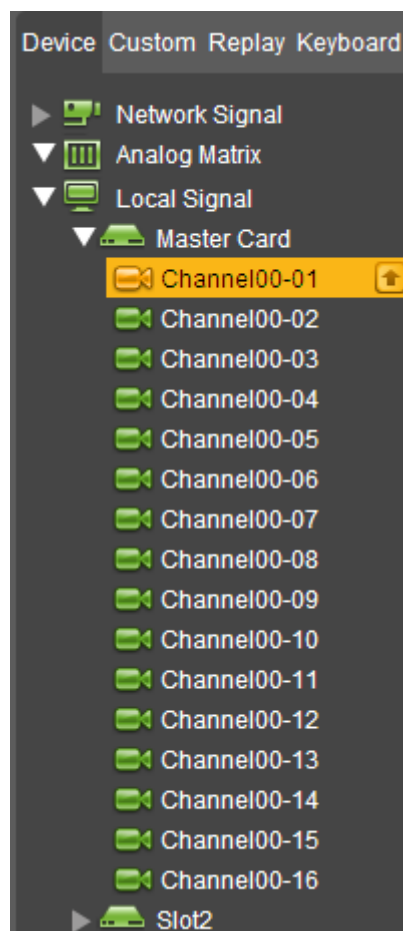 Device Custom Replay Keyboard
Network Signal
Analog Matrix
Local Signal
Master Card
Channel00-01
Channel00-02
Channel00-03
Channel00-04
Channel00-05
Channel00-06
Channel00-07
Channel00-08
Channel00-09
Channel00-10
Channel00-11
Channel00-12
Channel00-13
Channel00-14
Channel00-15
Channel00-16
Slot2